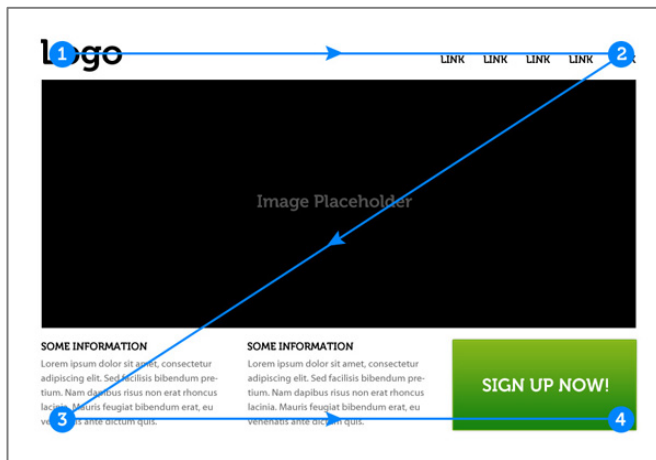 Logo
1
2
LINK LINK LINK LINK
Image Placeholder
SOME INFORMATION
Lorem ipsum dolor sit amet, consectetur
adipiscing elit. Sed facilisis bibendum pre-
tium. Nam dapibus risus non erat rhoncus
lacinia. Mauris feugiat bibendum erat, eu
venenatis ante dictum quis.
SOME INFORMATION
Lorem ipsum dolor sit amet, consectetur
adipiscing elit. Sed facilisis bibendum pre-
tium. Nam dapibus risus non erat rhoncus
lacinia. Mauris feugiat bibendum erat, eu
venenatis ante dictum quis.
SIGN UP NOW!
3
4